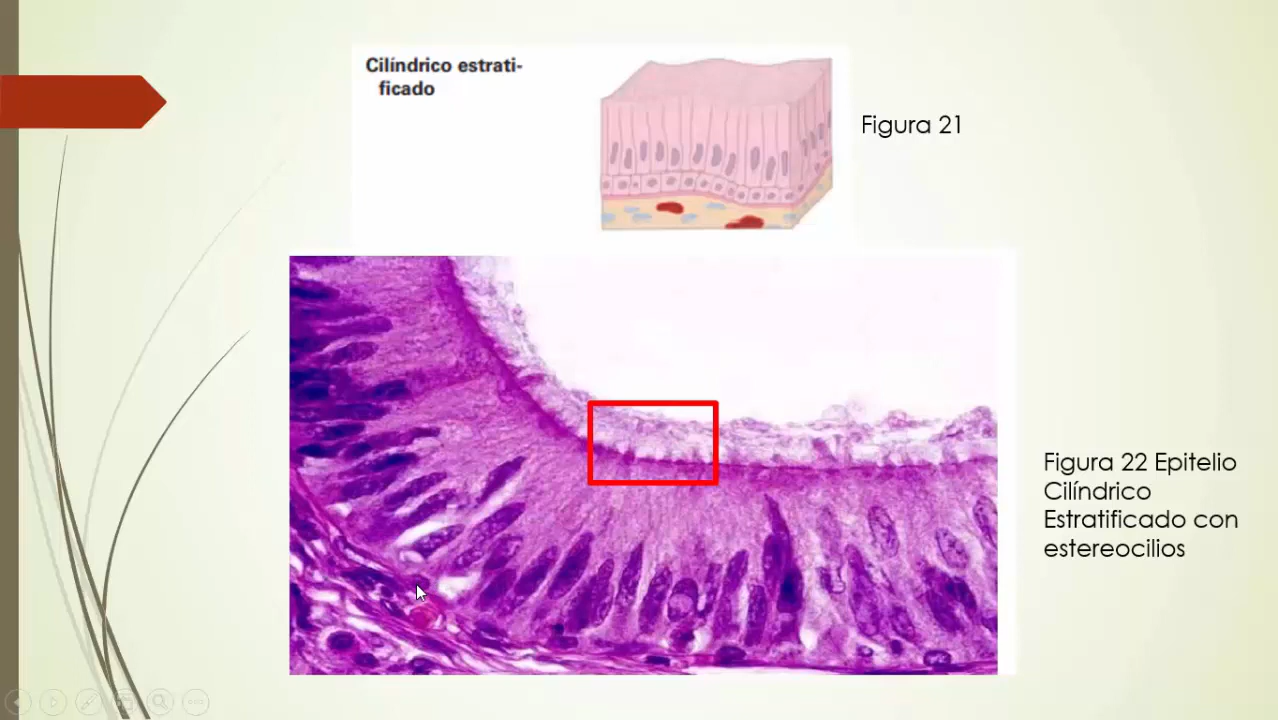 Cilíndrico estrati-
ficado
Figura 21
Figura 22 Epitelio
Cilíndrico
Estratificado con
estereocilios